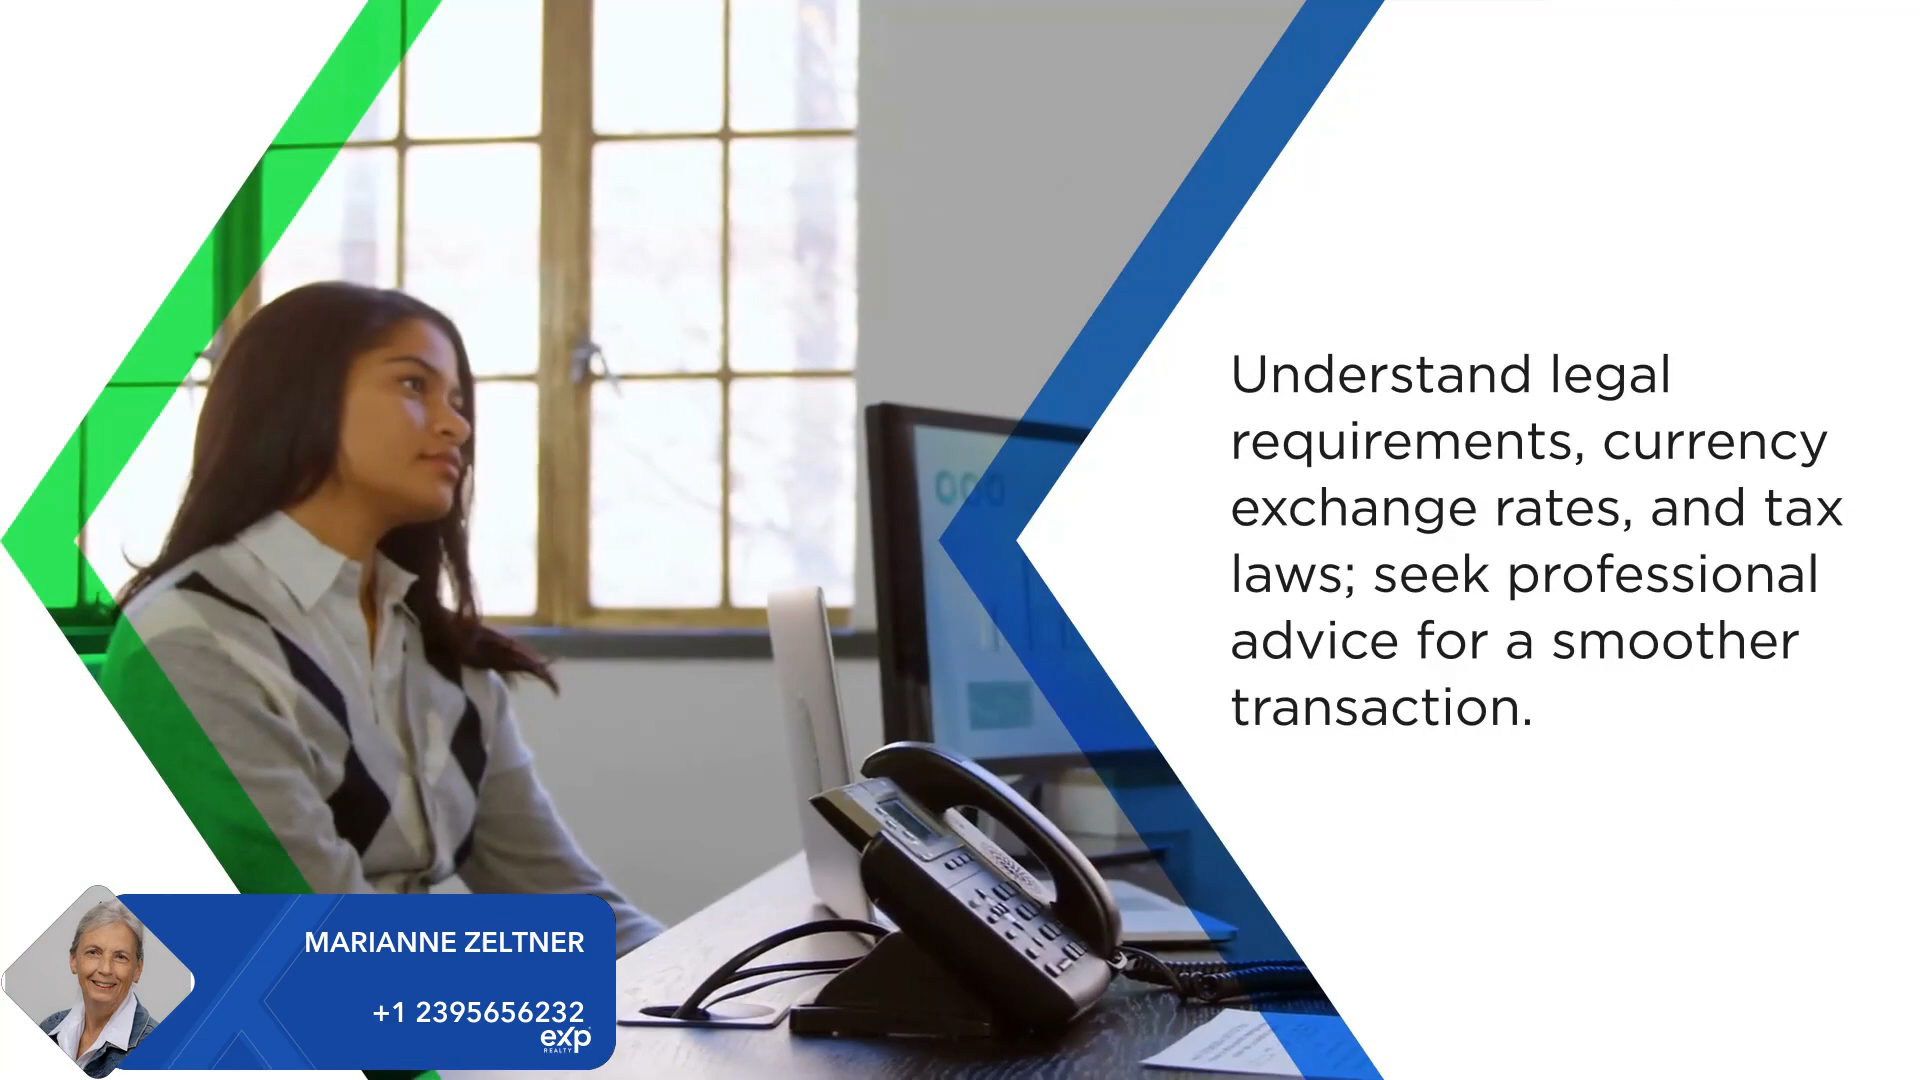 Understand legal
requirements, currency
exchange rates, and tax
laws; seek professional
advice for a smoother
transaction.
MARIANNE ZELTNER
+1 2395656232
exp
REALTY